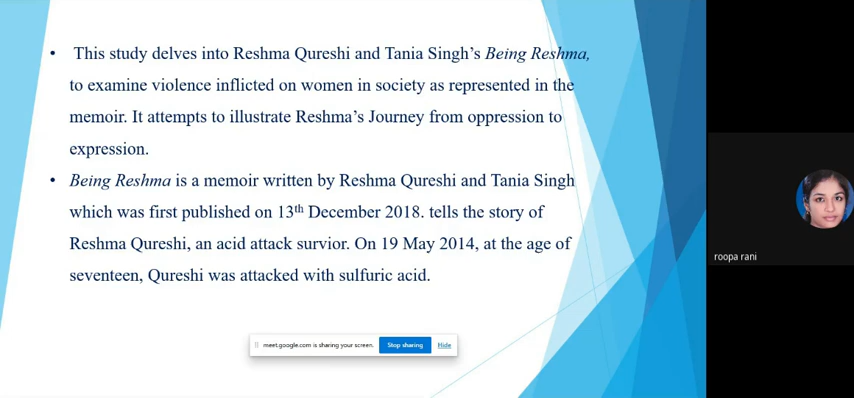 • This study delves into Reshma Qureshi and Tania Singh's Being Reshma,
to examine violence inflicted on women in society as represented in the
memoir. It attempts to illustrate Reshma's Journey from oppression to
expression.
• Being Reshma is a memoir written by Reshma Qureshi and Tania Singh
which was first published on 13th December 2018. tells the story of
Reshma Qureshi, an acid attack survior. On 19 May 2014, at the age of
seventeen, Qureshi was attacked with sulfuric acid.
meet.google.com is sharing your screen. Stop sharing Hide
roopa rani